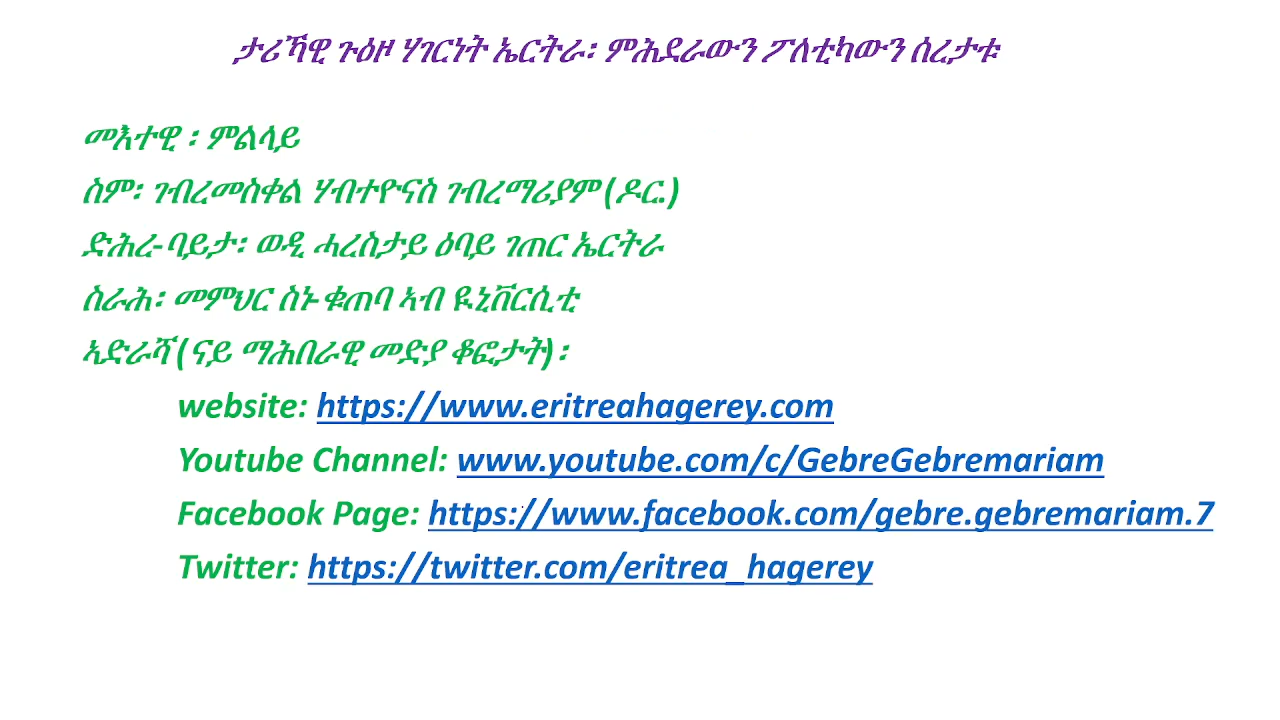 ታሪኻዊ ጉዕዞ ሃገርነት ኤርትራ፡ ምሕደራውን ፖለቲካውን ሰረታቱ
መእተዊ ፡ ምልላይ
ስም፡ ገብረመስቀል ሃብተዮናስ ገብረማሪያም (ዶር.)
ድሕረ-ባይታ፡ ወዲ ሓረስታይ ዕባይ ገጠር ኤርትራ
ስራሕ፡ መምህር ስኑ-ቁጠባ ኣብ ዩኒቨርሲቲ
ኣድራሻ (ናይ ማሕበራዊ መድያ ቆፎታት) ፡
website: https://www.eritreahagerey.com
Youtube Channel: www.youtube.com/c/GebreGebremariam
Facebook Page: https://www.facebook.com/gebre.gebremariam.7
Twitter: https://twitter.com/eritrea_hagerey